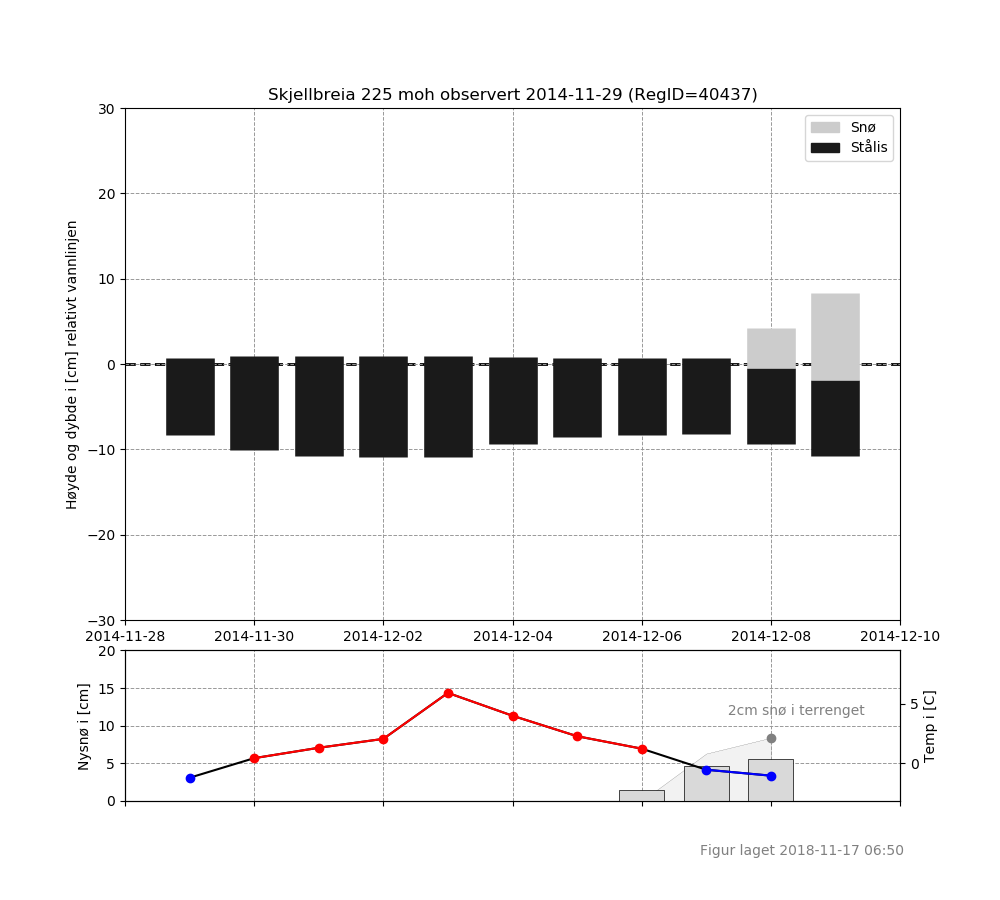 Skjellbreia 225 moh observert 2014-11-29 (RegID=40437)
Snø
Stålis
Høyde og dybde i [cm] relativt vannlinjen
30
20
10
0
−10
−20
−30
2014-11-28 2014-11-30 2014-12-02 2014-12-04 2014-12-06 2014-12-08 2014-12-10
Nysnø i [cm]
20
15
10
5
0
2cm snø i terrenget
5
0
Temp i [C]
Figur laget 2018-11-17 06:50